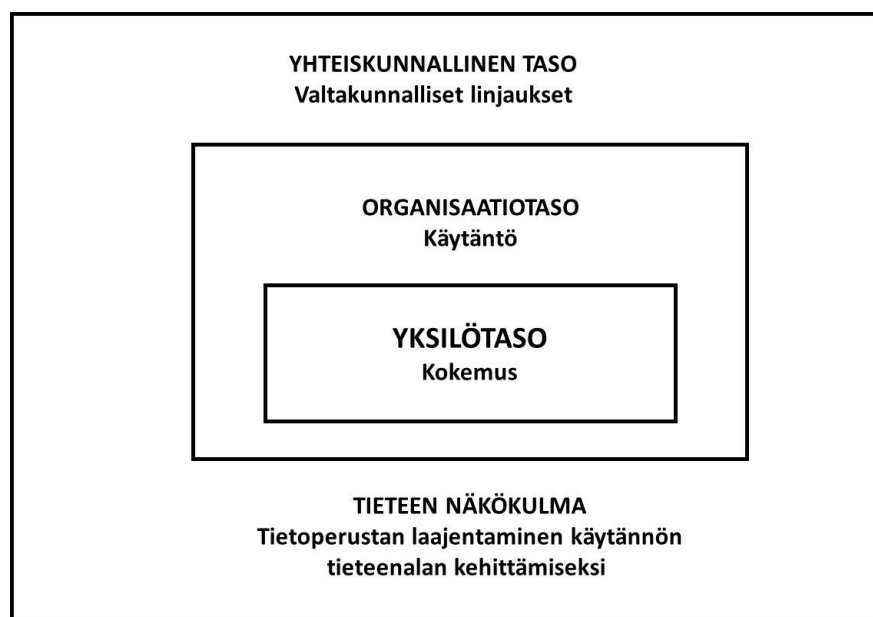 YHTEISKUNNALLINEN TASO
Valtakunnalliset linjaukset
ORGANISAATIOTASO
Käytäntö
YKSILÖTASO
Kokemus
TIETEEN NÄKÖKULMA
Tietoperustan laajentaminen käytännön
tieteenalan kehittämiseksi